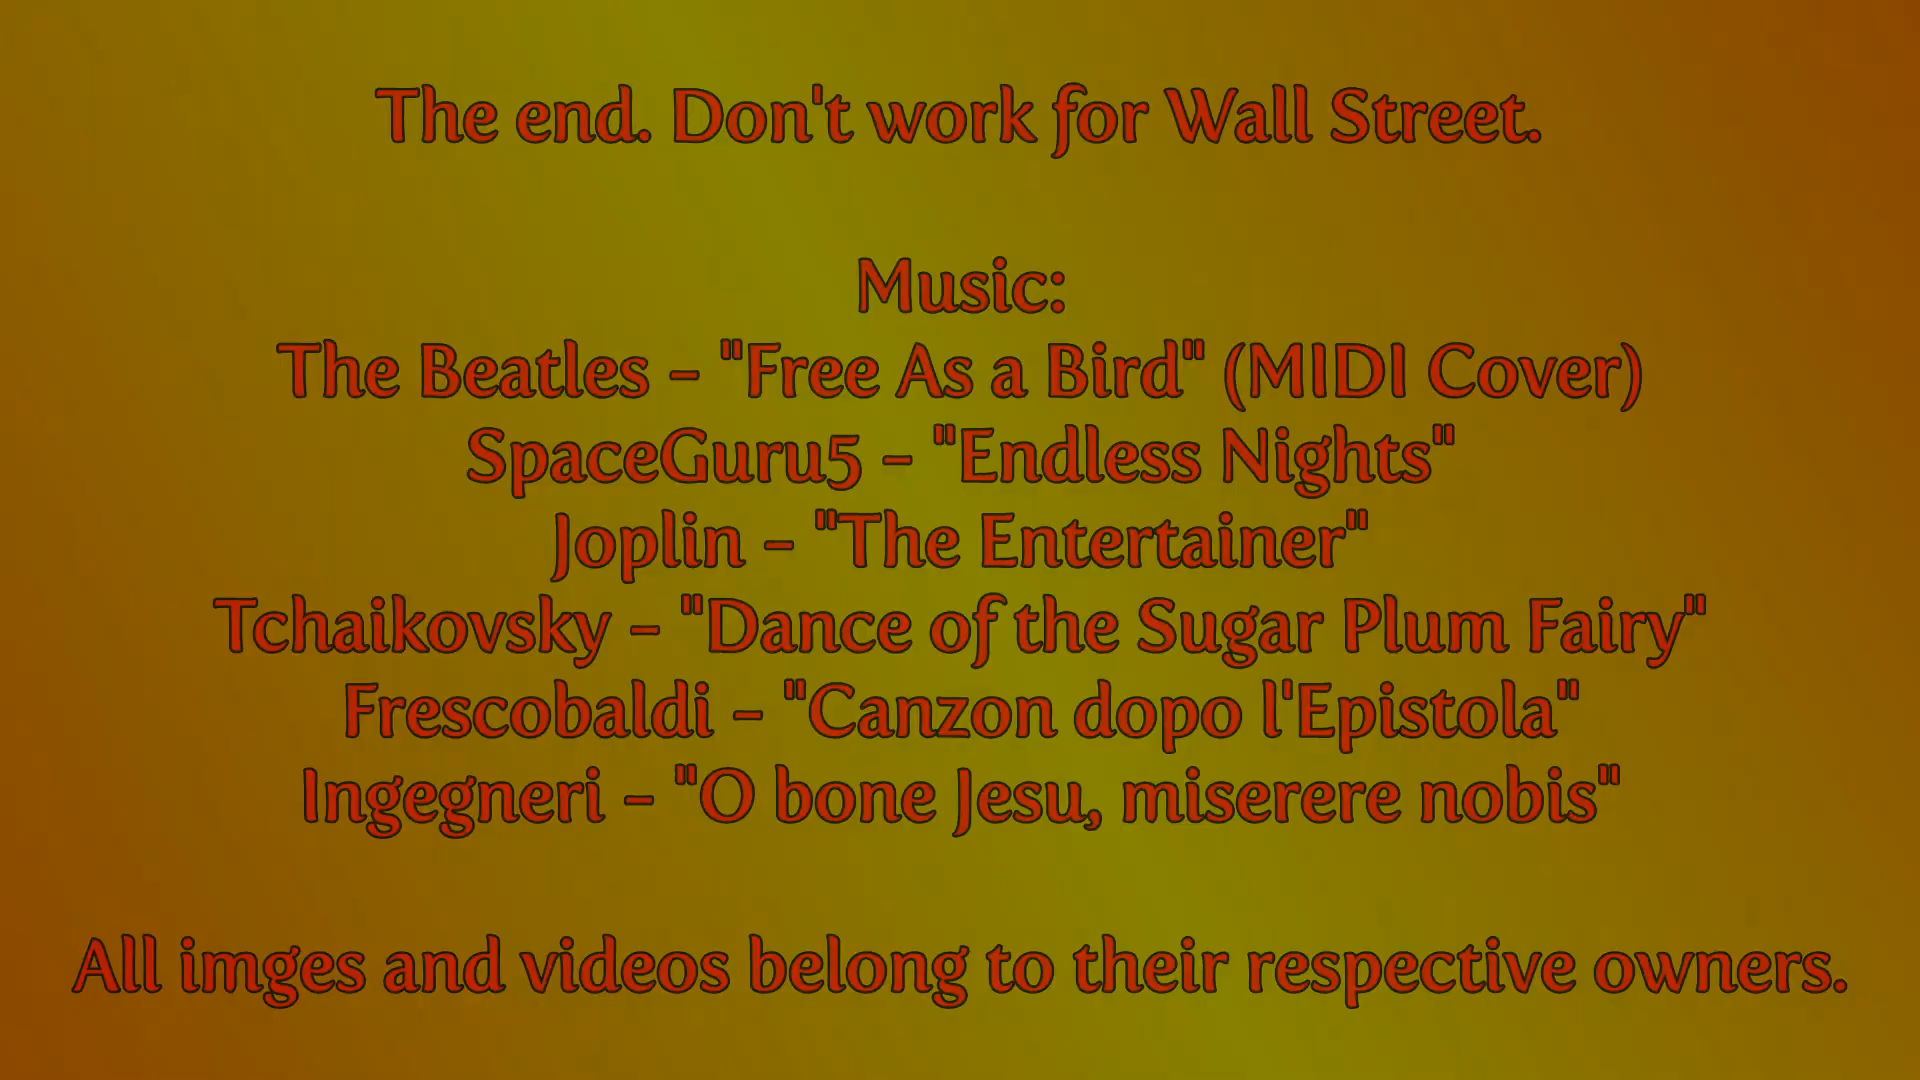 The end. Don't work for Wall Street.
Music:
The Beatles – "Free As a Bird" (MIDI Cover)
SpaceGuru5 – "Endless Nights"
Joplin – "The Entertainer"
Tchaikovsky – "Dance of the Sugar Plum Fairy"
Frescobaldi – "Canzon dopo l'Epistola"
Ingegneri – "O bone Jesu, miserere nobis"
All imges and videos belong to their respective owners.